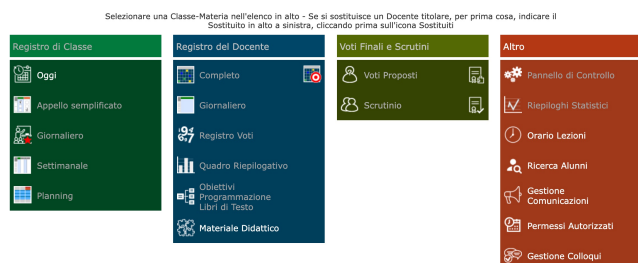 Selezionare una Classe-Materia nell'elenco in alto - Se si sostituisce un Docente titolare, per prima cosa, indicare il
Sostituito in alto a sinistra, cliccando prima sull'icona Sostituiti
Registro di Classe
Oggi
Appello semplificato
Giornaliero
Settimanale
Planning
Registro del Docente
Completo
Giornaliero
Registro Voti
Quadro Riepilogativo
Obiettivi
Programmazione
Libri di Testo
Materiale Didattico
Voti Finali e Scrutini
Voti Proposti
Scrutinio
Altro
Pannello di Controllo
Riepiloghi Statistici
Orario Lezioni
Ricerca Alunni
Gestione
Comunicazioni
Permessi Autorizzati
Gestione Colloqui